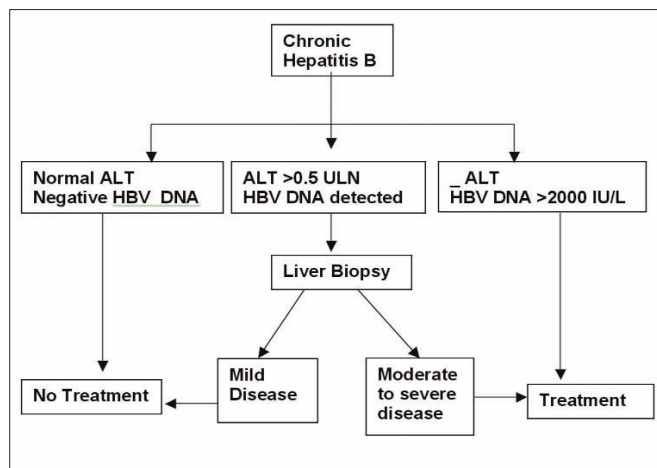 Chronic
Hepatitis B
Normal ALT
Negative HBV DNA
ALT >0.5 ULN
HBV DNA detected
_ ALT
HBV DNA >2000 IU/L
Liver Biopsy
No Treatment
Mild
Disease
Moderate
to severe
disease
Treatment